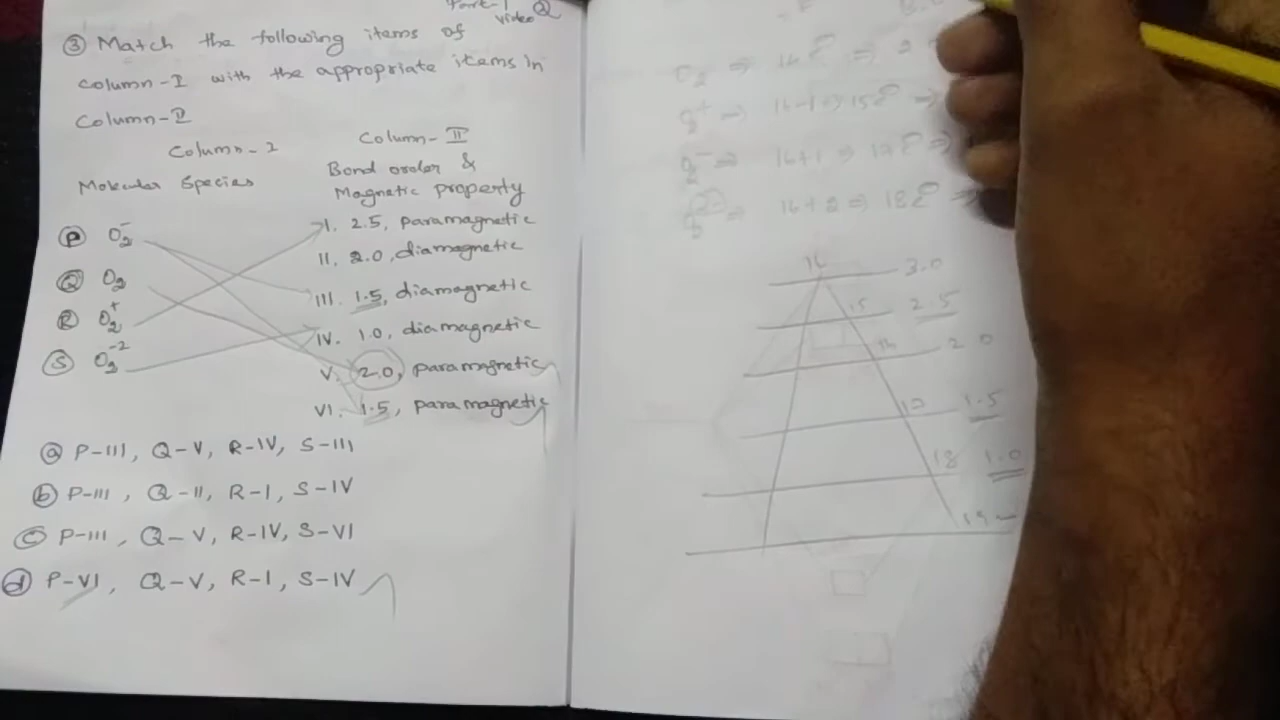 Part-1
video Q
③ Match the following items of
Column-I with the appropriate items in
Column-II
Column-I
Column-II
Molecular Species
Bond order &
Magnetic property
Ⓟ O₂⁻
I. 2.5, paramagnetic
II. 2.0, diamagnetic
Ⓠ O₂
III. 1.5, diamagnetic
Ⓡ O₂⁺
IV. 1.0, diamagnetic
Ⓢ O₂⁻²
V. 2.0, paramagnetic
VI. 1.5, paramagnetic
ⓐ P-III, Q-V, R-IV, S-III
ⓑ P-III, Q-II, R-I, S-IV
ⓒ P-III, Q-V, R-IV, S-VI
ⓓ P-VI, Q-V, R-I, S-IV
O₂ ⇒ 16 e⁻ ⇒ 2
O₂⁺ ⇒ 16-1 ⇒ 15 e⁻ ⇒
O₂⁻ ⇒ 16+1 ⇒ 17 e⁻ ⇒
O₂²⁻ ⇒ 16+2 ⇒ 18 e⁻ ⇒
3.0
15 2.5
16 2.0
1.5
18 1.0
19